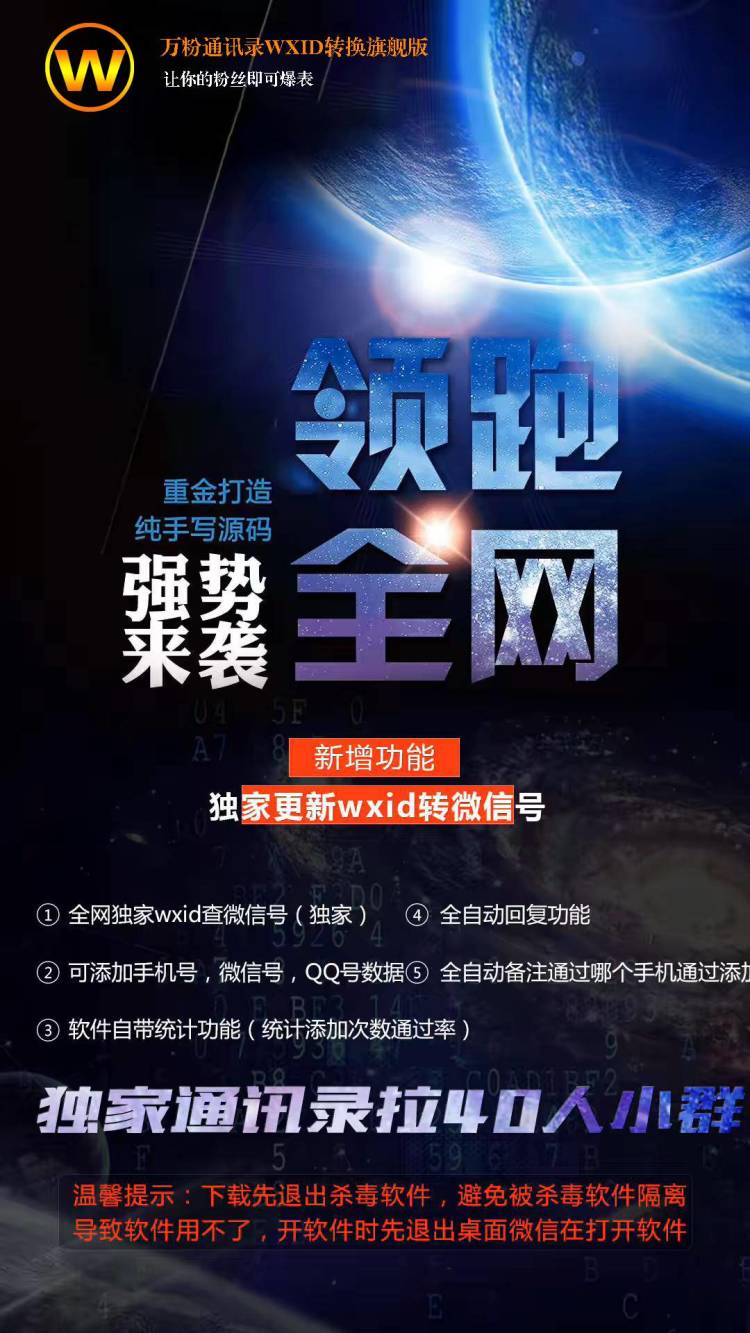 W
万粉通讯录WXID转换旗舰版
让你的粉丝即可爆表
领跑
全网
重金打造
纯手写源码
强势
来袭
新增功能
独家更新wxid转微信号
① 全网独家wxid查微信号（独家）
② 可添加手机号，微信号，QQ号数据
③ 软件自带统计功能（统计添加次数通过率）
④ 全自动回复功能
⑤ 全自动备注通过哪个手机通过添加
独家通讯录拉40人小群
温馨提示：下载先退出杀毒软件，避免被杀毒软件隔离
导致软件用不了，开软件时先退出桌面微信在打开软件